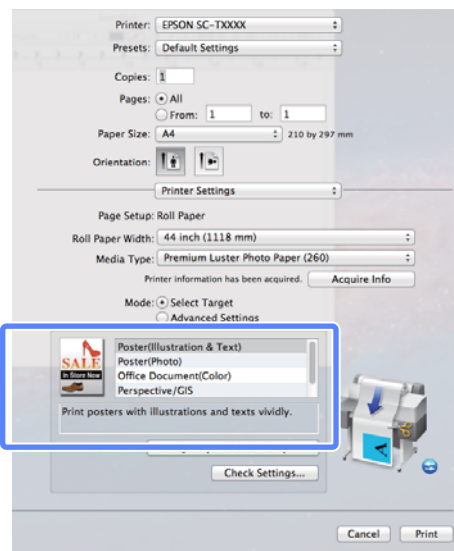 Printer: EPSON SC-TXXXX
Presets: Default Settings
Copies: 1
Pages: All
From: 1 to: 1
Paper Size: A4 210 by 297 mm
Orientation:
Printer Settings
Page Setup: Roll Paper
Roll Paper Width: 44 inch (1118 mm)
Media Type: Premium Luster Photo Paper (260)
Printer information has been acquired. Acquire Info
Mode: Select Target
Advanced Settings
SALE
In Store Now
Poster(Illustration & Text)
Poster(Photo)
Office Document(Color)
Perspective/GIS
Print posters with illustrations and texts vividly.
Check Settings...
Cancel Print